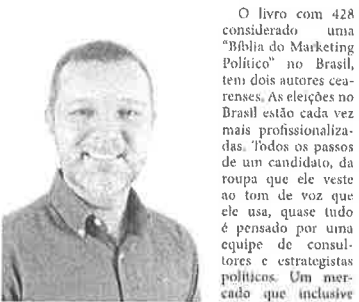 O livro com 428
considerado uma
"Bíblia do Marketing
Político" no Brasil,
tem dois autores cea-
renses. As eleições no
Brasil estão cada vez
mais profissionaliza-
das. Todos os passos
de um candidato, da
roupa que ele veste
ao tom de voz que
ele usa, quase tudo
é pensado por uma
equipe de consul-
tores e estrategistas
políticos. Um mer-
cado que inclusive